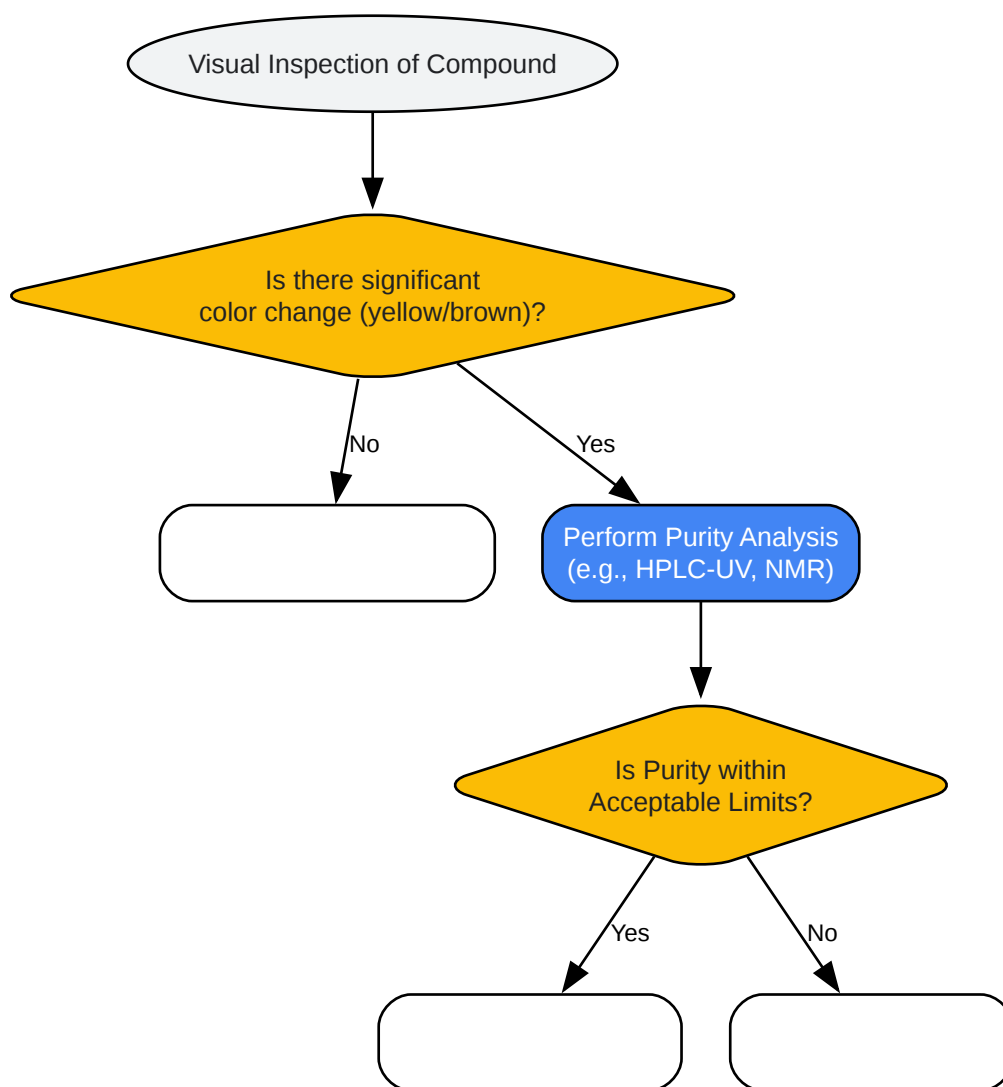 Visual Inspection of Compound
Is there significant
color change (yellow/brown)?
No
Yes
Perform Purity Analysis
(e.g., HPLC-UV, NMR)
Is Purity within
Acceptable Limits?
Yes
No